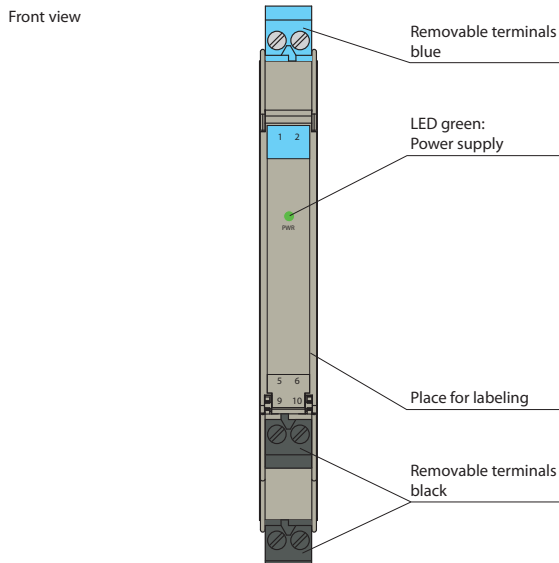 Front view
Removable terminals
blue
1 2
LED green:
Power supply
PWR
5 6
9 10
Place for labeling
Removable terminals
black